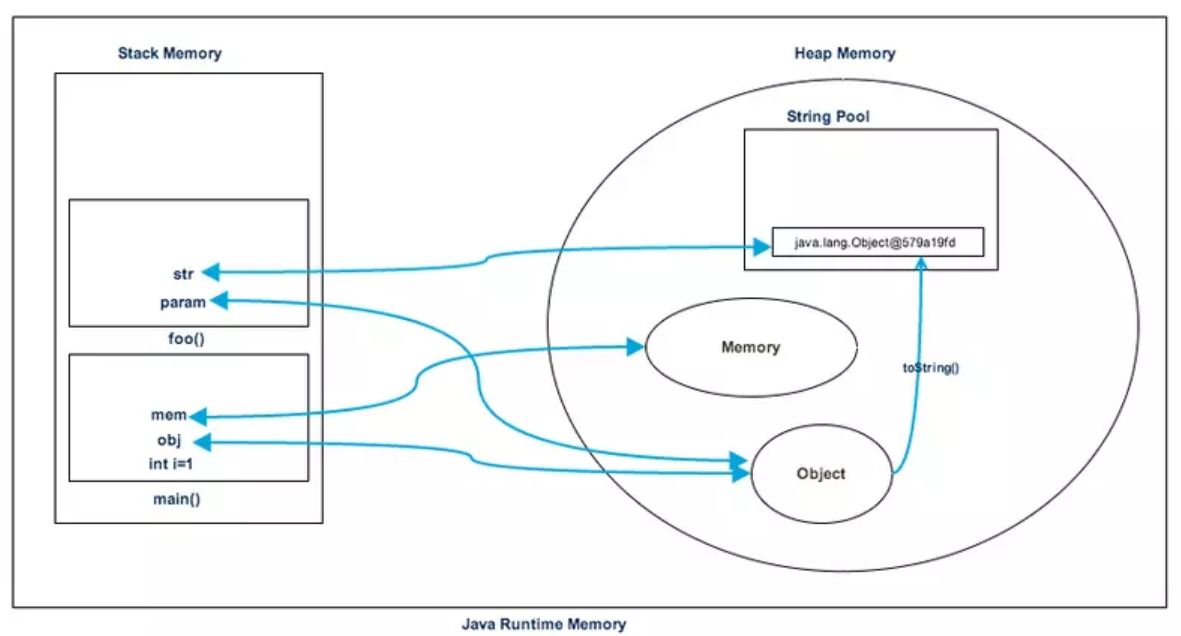 Stack Memory
Heap Memory
String Pool
java.lang.Object@579a19fd
str
param
foo()
Memory
toString()
mem
obj
int i=1
main()
Object
Java Runtime Memory